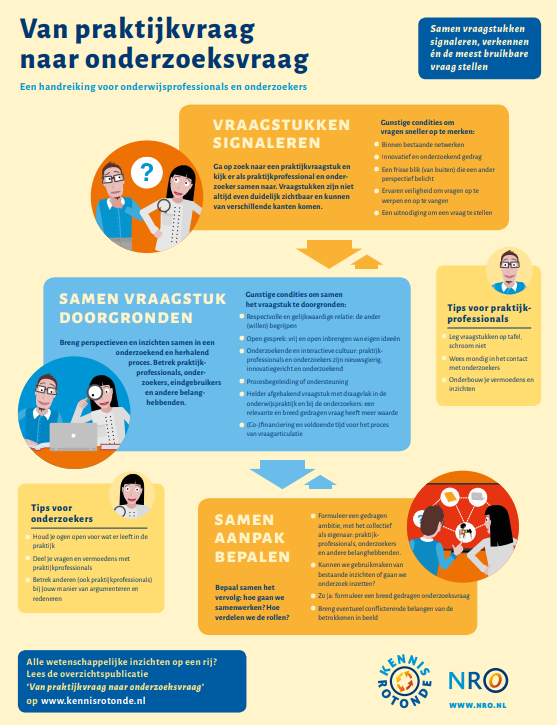 Van praktijkvraag
naar onderzoeksvraag
Een handreiking voor onderwijsprofessionals en onderzoekers
Samen vraagstukken
signaleren, verkennen
én de meest bruikbare
vraag stellen
VRAAGSTUKKEN
SIGNALEREN
Ga op zoek naar een praktijkvraagstuk en
kijk er als praktijkprofessional en onder-
zoeker samen naar. Vraagstukken zijn niet
altijd even duidelijk zichtbaar en kunnen
van verschillende kanten komen.
Gunstige condities om
vragen sneller op te merken:
Binnen bestaande netwerken
Innovatief en onderzoekend gedrag
Een frisse blik (van buiten) die een ander
perspectief belicht
Ervaren veiligheid om vragen op te
werpen en op te vangen
Een uitnodiging om een vraag te stellen
?
SAMEN VRAAGSTUK
DOORGRONDEN
Breng perspectieven en inzichten samen in een
onderzoekend en herhalend
proces. Betrek praktijk-
professionals, onder-
zoekers, eindgebruikers
en andere belang-
hebbenden.
Gunstige condities om samen
het vraagstuk te doorgronden:
Respectvolle en gelijkwaardige relatie: de ander
(willen) begrijpen
Open gesprek: vrij en open inbrengen van eigen ideeën
Onderzoekende en interactieve cultuur: praktijk-
professionals en onderzoekers zijn nieuwsgierig,
innovatiegericht en onderzoekend
Procesbegeleiding of ondersteuning
Helder afgebakend vraagstuk met draagvlak in de
onderwijspraktijk en bij de onderzoekers: een
relevante en breed gedragen vraag heeft meer waarde
(Co-)financiering en voldoende tijd voor het proces
van vraagarticulatie
Tips voor praktijk-
professionals
Leg vraagstukken op tafel,
schroom niet
Wees mondig in het contact
met onderzoekers
Onderbouw je vermoedens en
inzichten
Tips voor
onderzoekers
Houd je ogen open voor wat er leeft in de
praktijk
Deel je vragen en vermoedens met
praktijkprofessionals
Betrek anderen (ook praktijkprofessionals)
bij jouw manier van argumenteren en
redeneren
SAMEN
AANPAK
BEPALEN
Bepaal samen het
vervolg: hoe gaan we
samenwerken? Hoe
verdelen we de rollen?
Formuleer een gedragen
ambitie, met het collectief
als eigenaar: praktijk-
professionals, onderzoekers
en andere belanghebbenden.
Kunnen we gebruikmaken van
bestaande inzichten of gaan we
onderzoek inzetten?
Zo ja: formuleer een breed gedragen onderzoeksvraag
Breng eventueel conflicterende belangen van de
betrokkenen in beeld
Alle wetenschappelijke inzichten op een rij?
Lees de overzichtspublicatie
'Van praktijkvraag naar onderzoeksvraag'
op www.kennisrotonde.nl
KENNIS
ROTONDE
NRO
WWW.NRO.NL